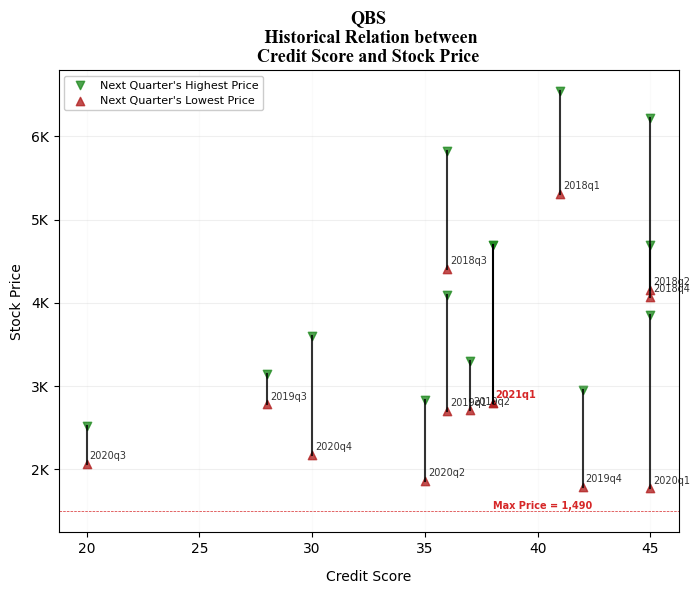 QBS
Historical Relation between
Credit Score and Stock Price
Next Quarter's Highest Price
Next Quarter's Lowest Price
6K
5K
4K
3K
2K
Stock Price
2018q1
2018q3
2018q2
2018q4
2019q3
2021q1
2019q1
2019q2
2020q4
2020q3
2020q2
2019q4
2020q1
Max Price = 1,490
20
25
30
35
40
45
Credit Score